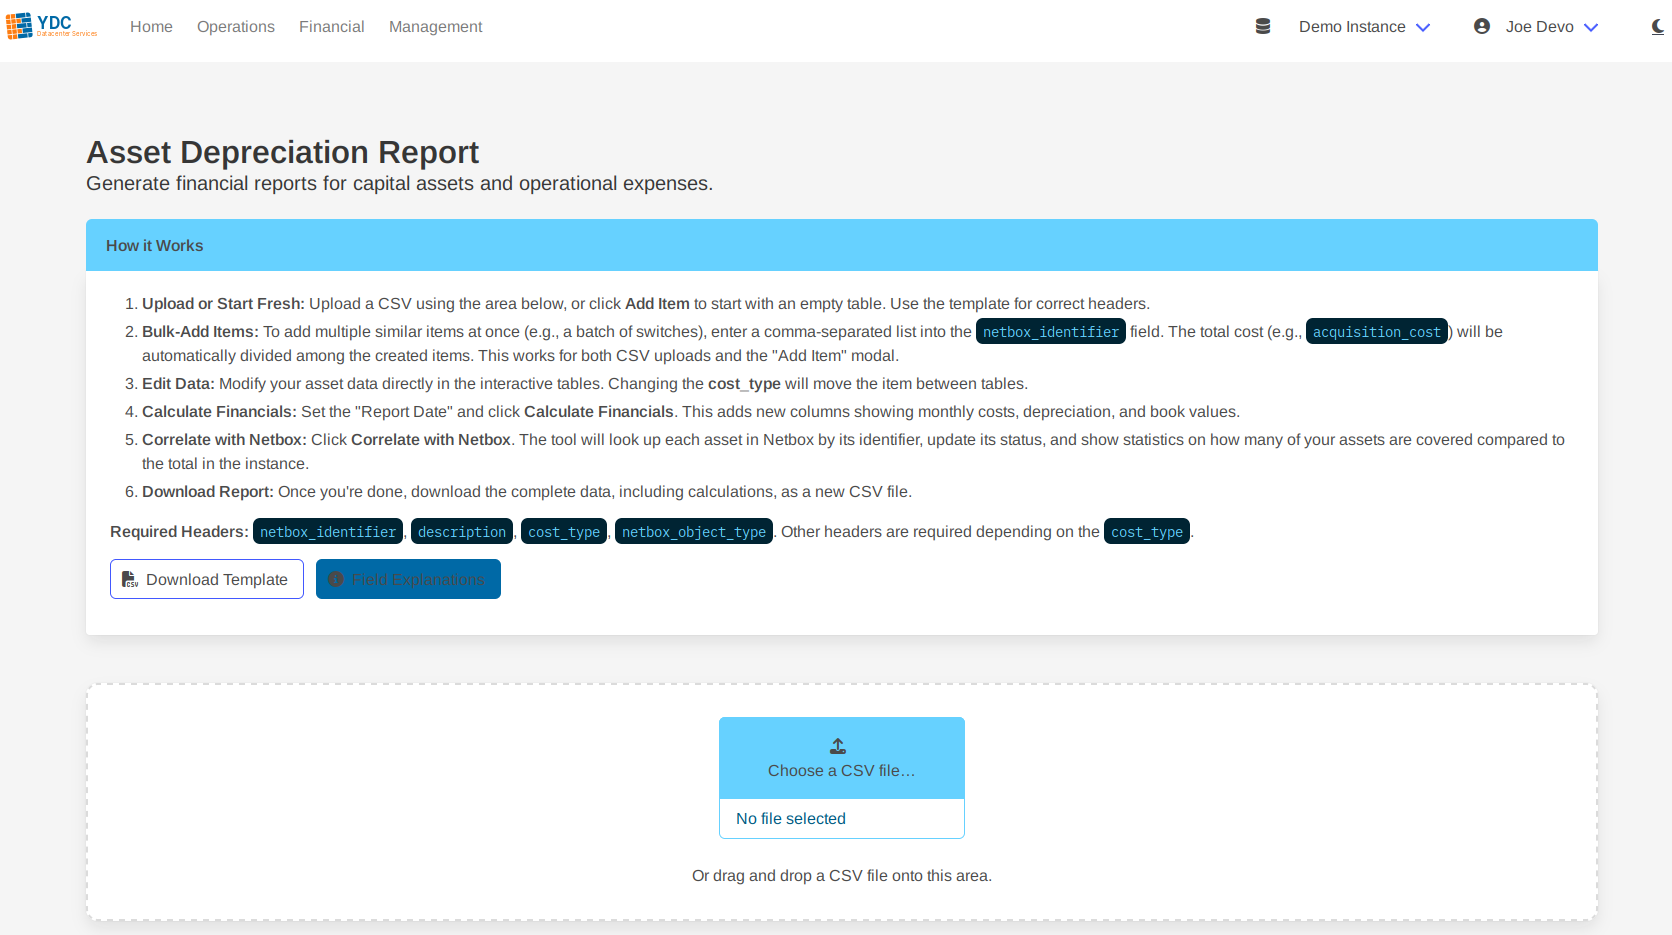 YDC
Datacenter Services
Home Operations Financial Management
Demo Instance Joe Devo
Asset Depreciation Report
Generate financial reports for capital assets and operational expenses.
How it Works
1. Upload or Start Fresh: Upload a CSV using the area below, or click Add Item to start with an empty table. Use the template for correct headers.
2. Bulk-Add Items: To add multiple similar items at once (e.g., a batch of switches), enter a comma-separated list into the netbox_identifier field. The total cost (e.g., acquisition_cost) will be
automatically divided among the created items. This works for both CSV uploads and the "Add Item" modal.
3. Edit Data: Modify your asset data directly in the interactive tables. Changing the cost_type will move the item between tables.
4. Calculate Financials: Set the "Report Date" and click Calculate Financials. This adds new columns showing monthly costs, depreciation, and book values.
5. Correlate with Netbox: Click Correlate with Netbox. The tool will look up each asset in Netbox by its identifier, update its status, and show statistics on how many of your assets are covered compared to
the total in the instance.
6. Download Report: Once you're done, download the complete data, including calculations, as a new CSV file.
Required Headers: netbox_identifier, description, cost_type, netbox_object_type. Other headers are required depending on the cost_type.
CSV Download Template Field Explanations
Choose a CSV file…
No file selected
Or drag and drop a CSV file onto this area.